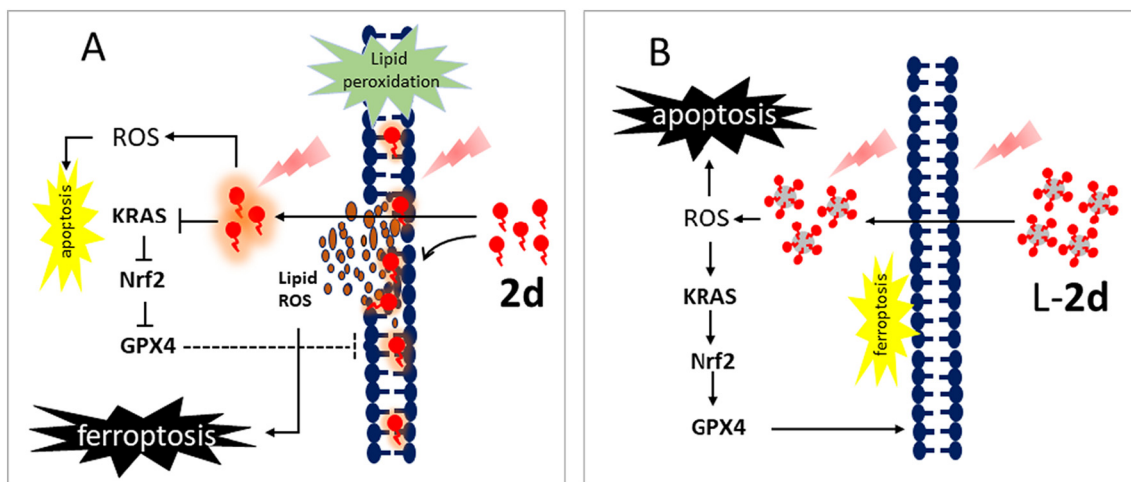 A
Lipid
peroxidation
ROS
apoptosis
KRAS
Nrf2
GPX4
Lipid
ROS
2d
ferroptosis
B
apoptosis
ROS
KRAS
Nrf2
GPX4
ferroptosis
L-2d